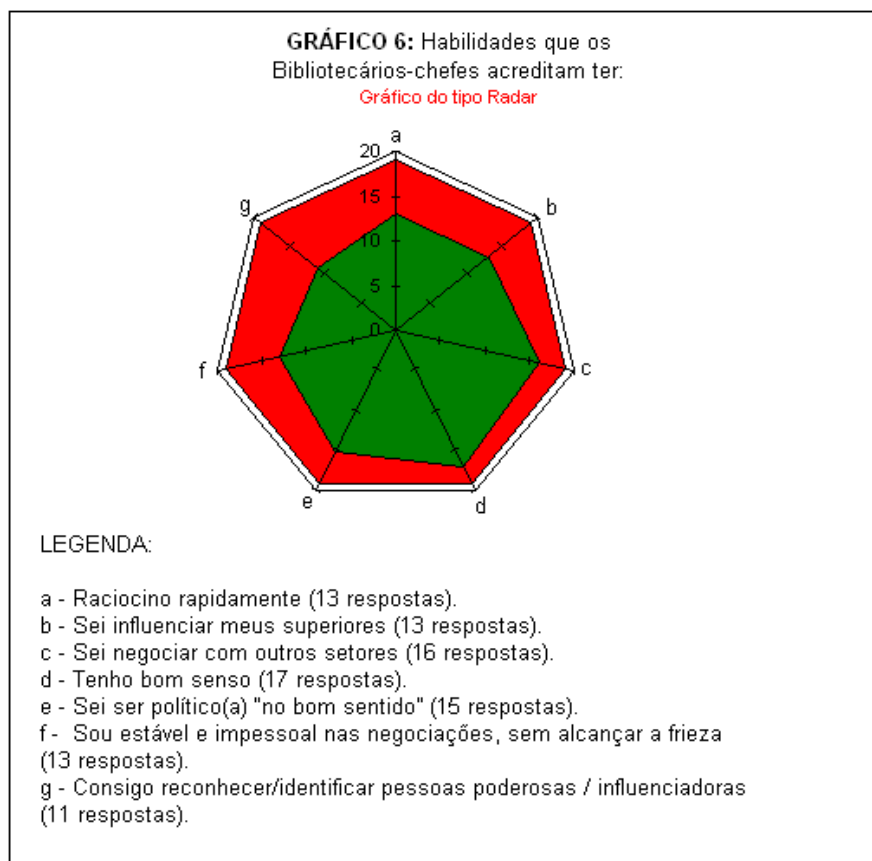 GRÁFICO 6: Habilidades que os
Bibliotecários-chefes acreditam ter:
Gráfico do tipo Radar
a
20
15
10
5
0
b
c
d
e
f
g
LEGENDA:
a - Raciocino rapidamente (13 respostas).
b - Sei influenciar meus superiores (13 respostas).
c - Sei negociar com outros setores (16 respostas).
d - Tenho bom senso (17 respostas).
e - Sei ser político(a) "no bom sentido" (15 respostas).
f - Sou estável e impessoal nas negociações, sem alcançar a frieza
(13 respostas).
g - Consigo reconhecer/identificar pessoas poderosas / influenciadoras
(11 respostas).